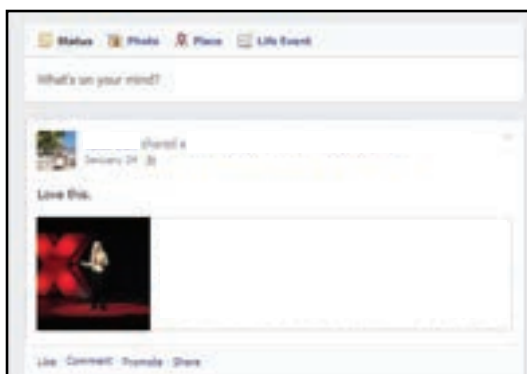 Status Photo Place Life Event
What's on your mind?
shared a
January 24
Love this.
Like Comment Promote Share